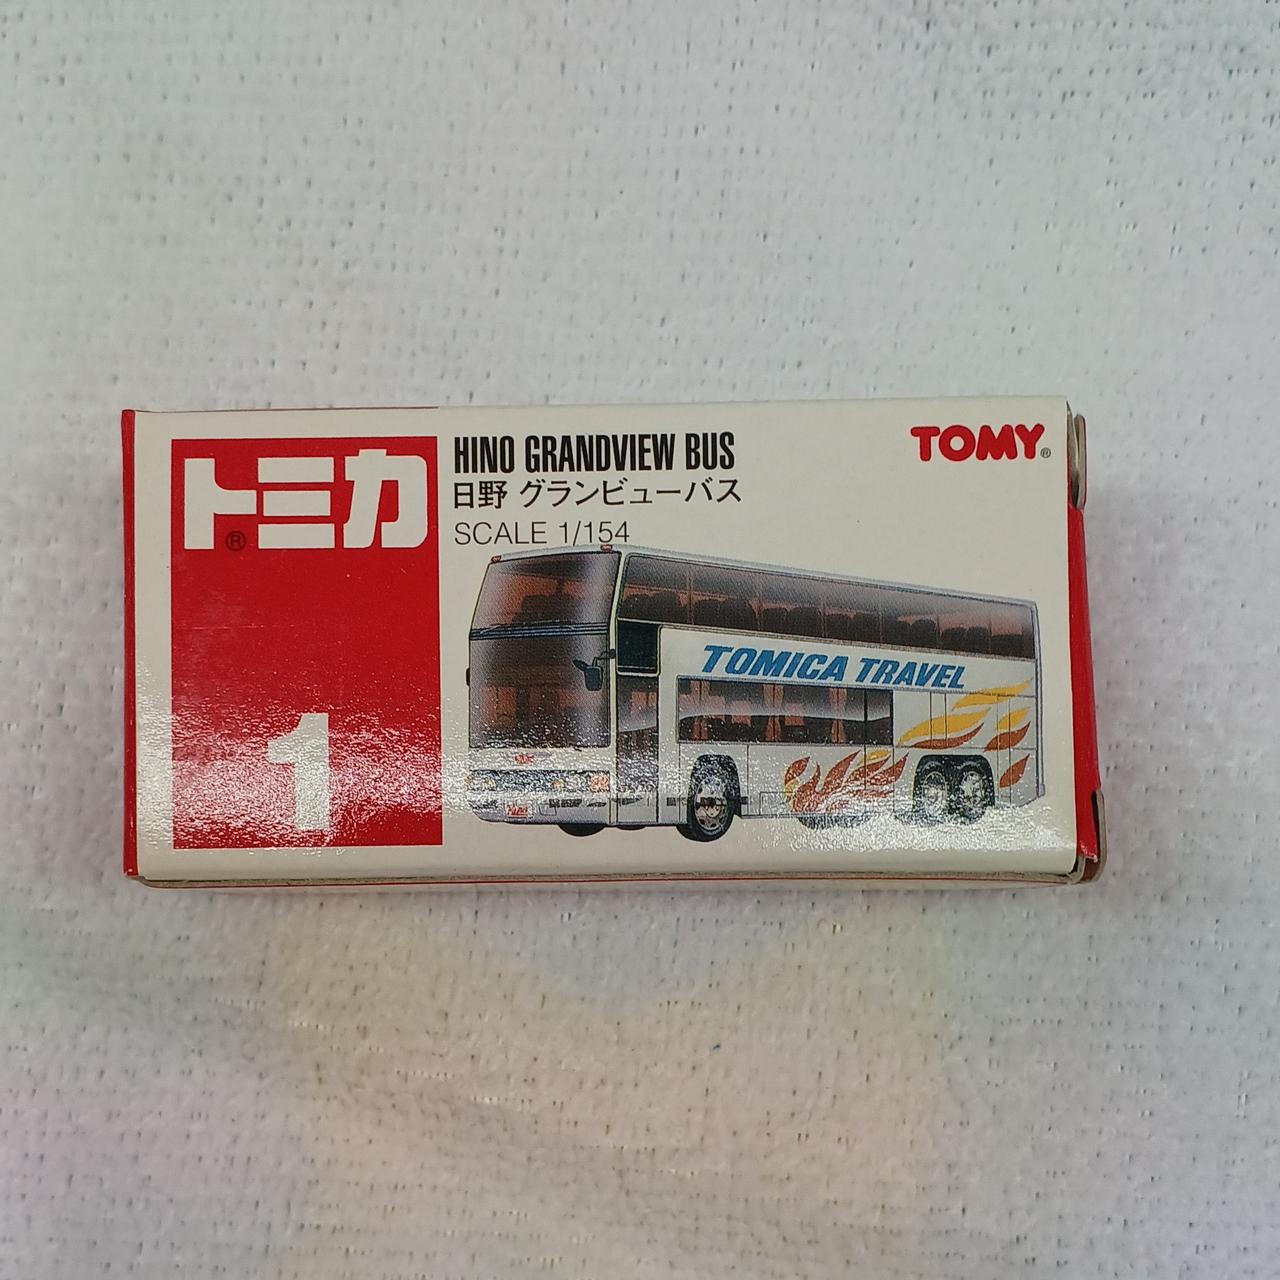 トミカ®
1
HINO GRANDVIEW BUS
日野 グランビューバス
SCALE 1/154
TOMY®
TOMICA TRAVEL